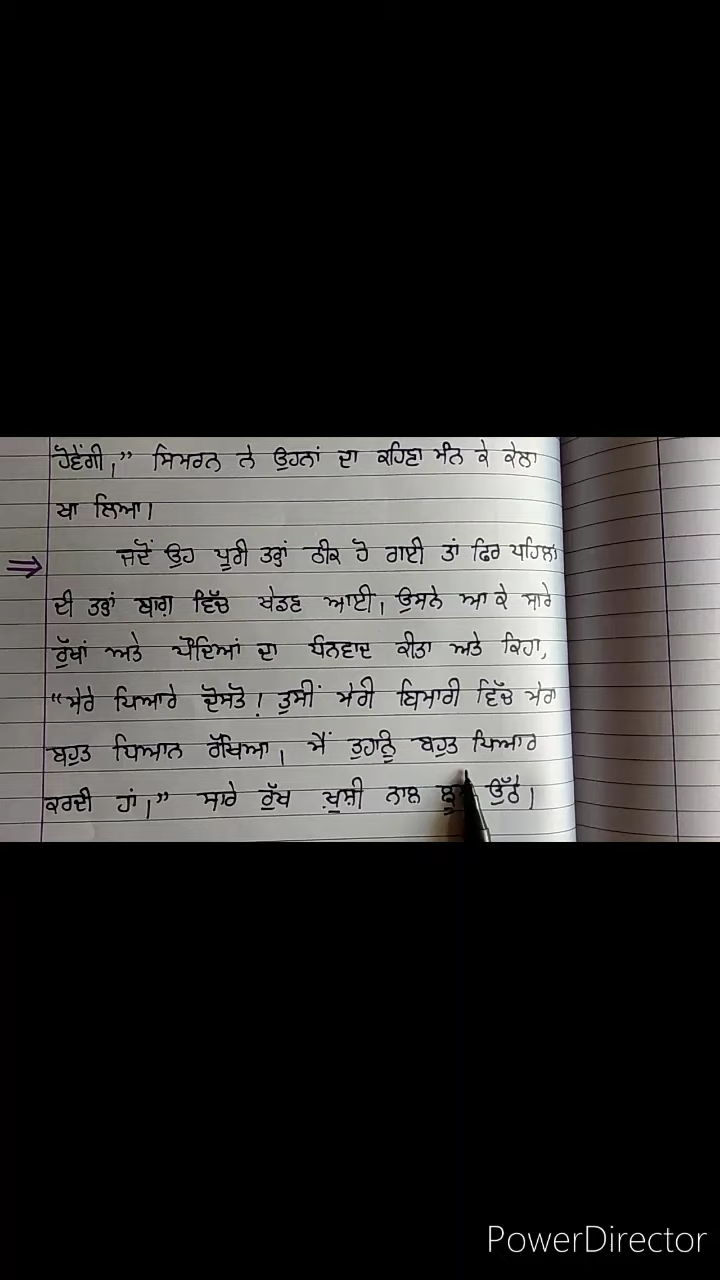 ਹੋਵੇਂਗੀ।” ਸਿਮਰਨ ਨੇ ਉਹਨਾਂ ਦਾ ਕਹਿਣਾ ਮੰਨ ਕੇ ਕੇਲਾ
ਖਾ ਲਿਆ।
ਜਦੋਂ ਉਹ ਪੂਰੀ ਤਰ੍ਹਾਂ ਠੀਕ ਹੋ ਗਈ ਤਾਂ ਫਿਰ ਪਹਿਲਾਂ
ਦੀ ਤਰ੍ਹਾਂ ਬਾਗ਼ ਵਿੱਚ ਖੇਡਣ ਆਈ। ਉਸਨੇ ਆ ਕੇ ਸਾਰੇ
ਰੁੱਖਾਂ ਅਤੇ ਪੌਦਿਆਂ ਦਾ ਧੰਨਵਾਦ ਕੀਤਾ ਅਤੇ ਕਿਹਾ,
“ਮੇਰੇ ਪਿਆਰੇ ਦੋਸਤੋ! ਤੁਸੀਂ ਮੇਰੀ ਬਿਮਾਰੀ ਵਿੱਚ ਮੇਰਾ
ਬਹੁਤ ਧਿਆਨ ਰੱਖਿਆ। ਮੈਂ ਤੁਹਾਨੂੰ ਬਹੁਤ ਪਿਆਰ
ਕਰਦੀ ਹਾਂ।” ਸਾਰੇ ਰੁੱਖ ਖ਼ੁਸ਼ੀ ਨਾਲ ਉੱਠੇ।
PowerDirector